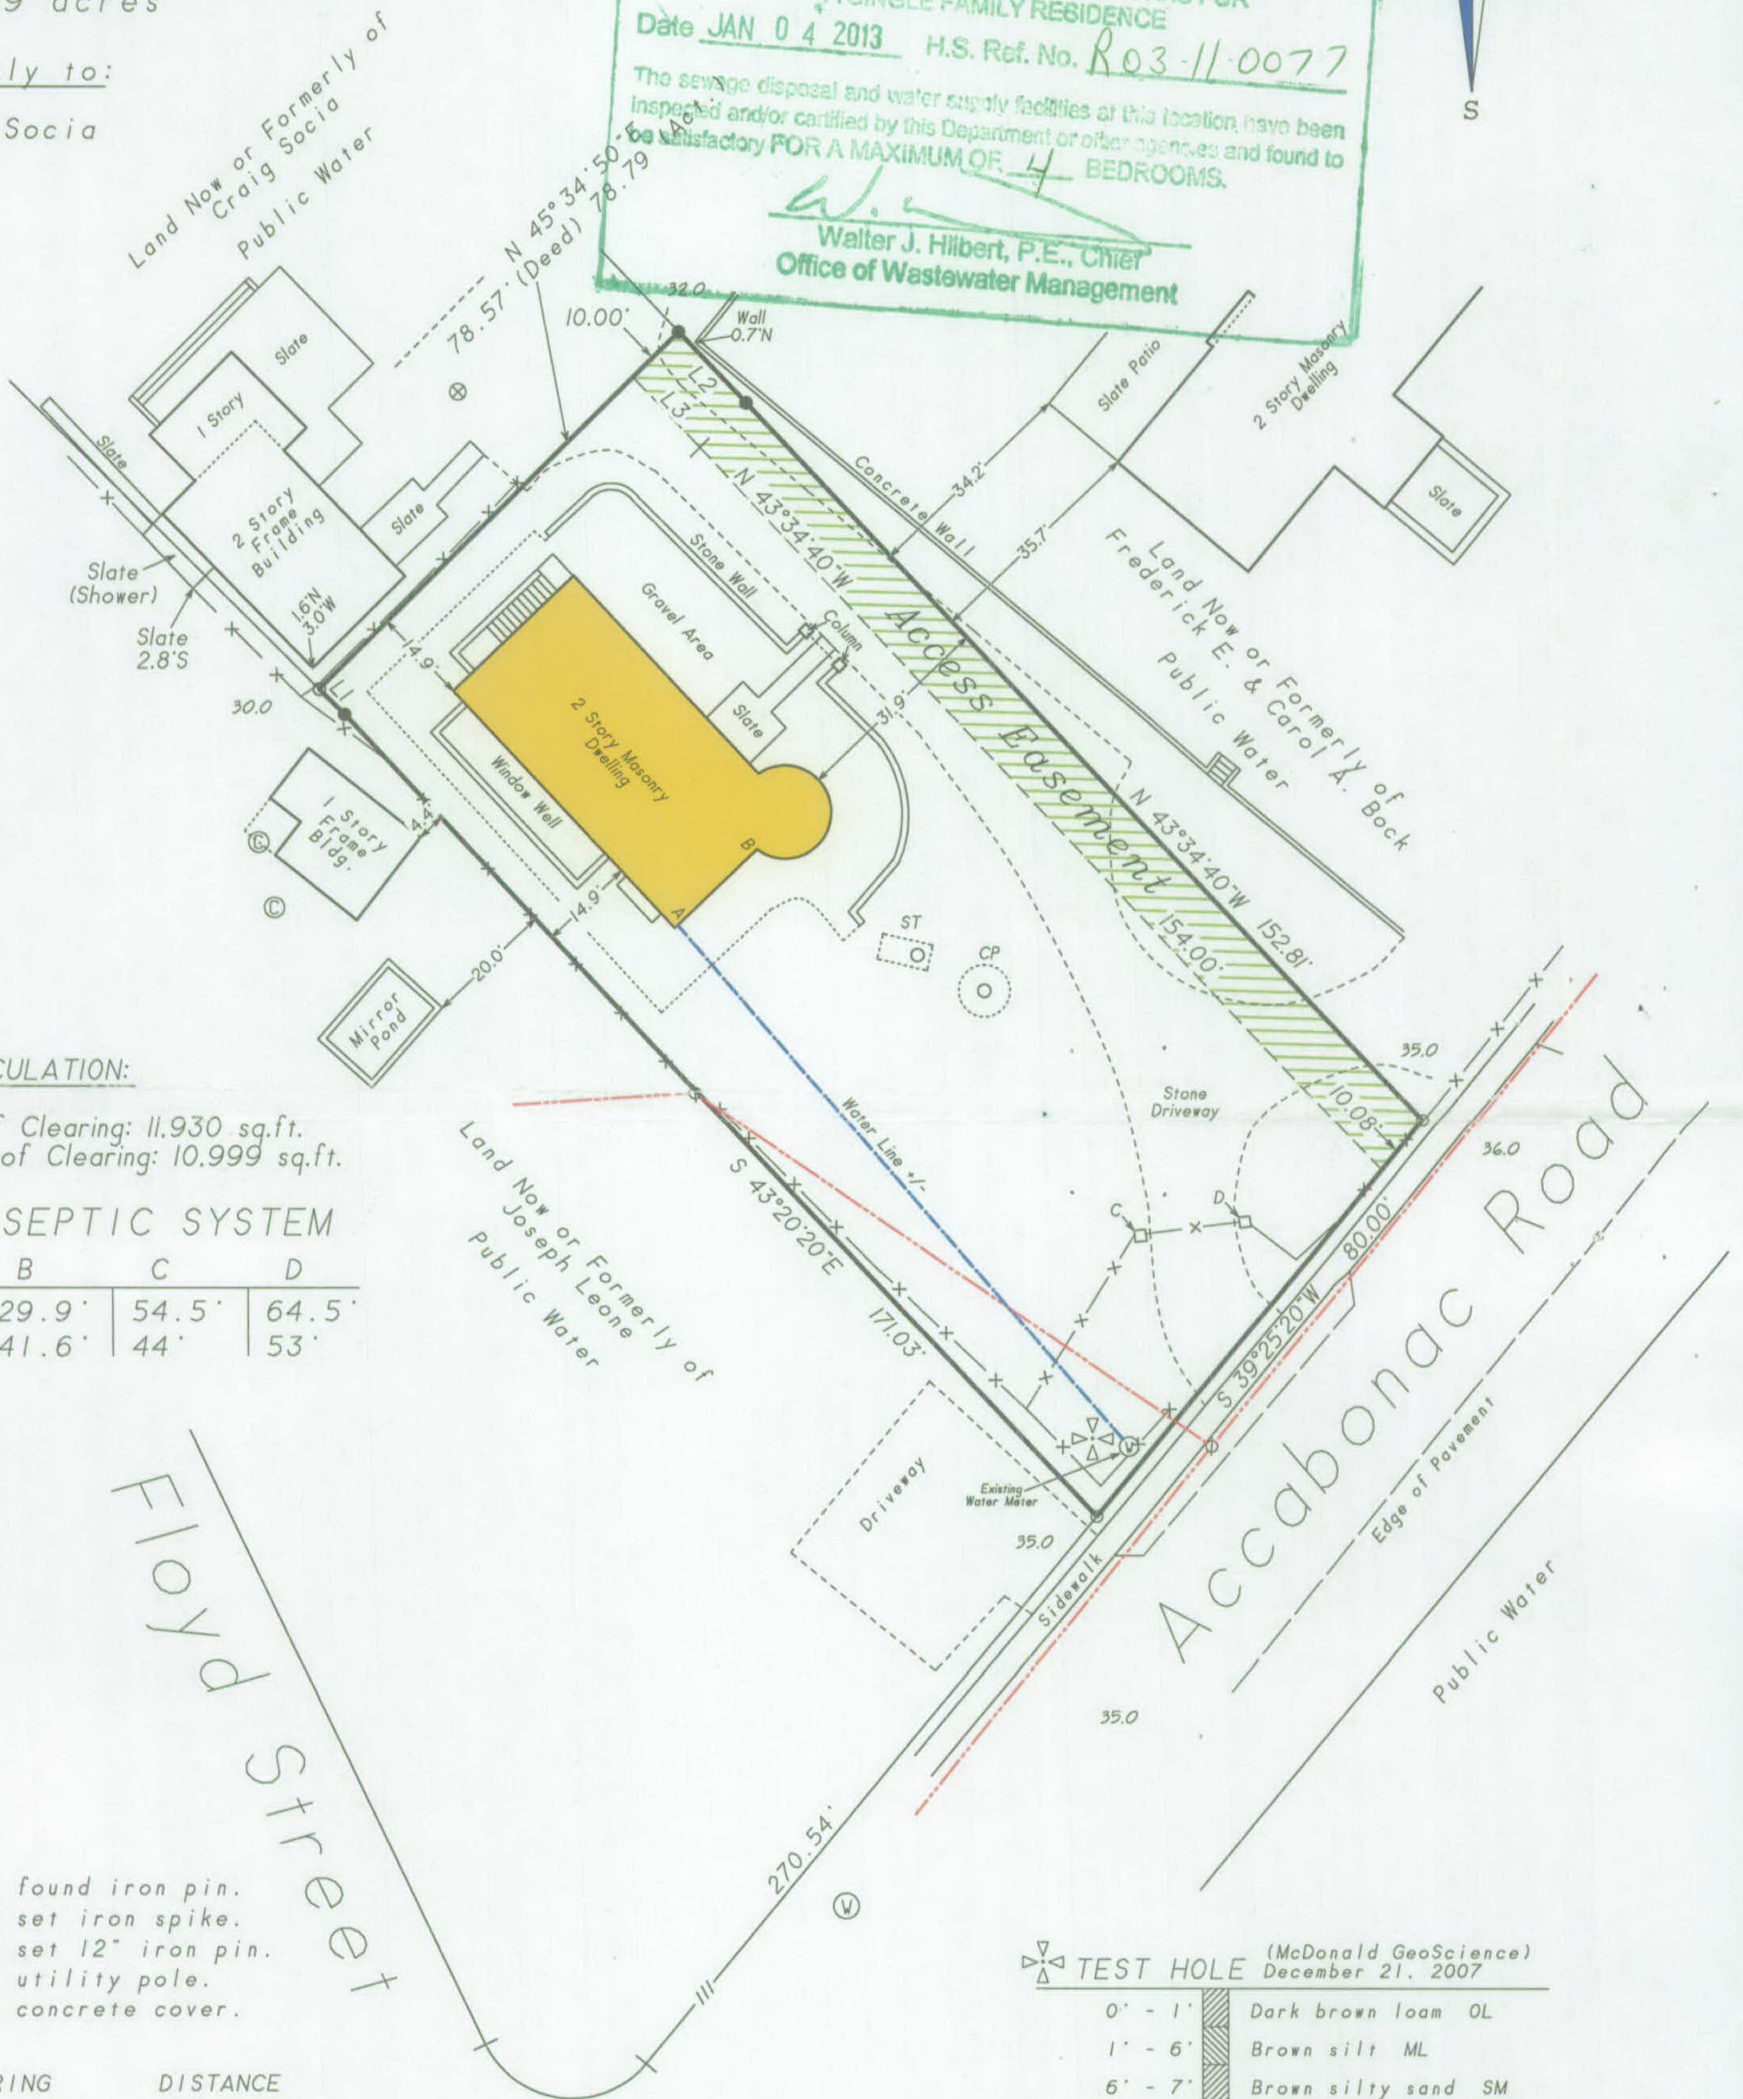 9 acres
ly to:
Socia
SINGLE FAMILY RESIDENCE
Date JAN 04 2013 H.S. Ref. No. R03-11-0077
The sewage disposal and water supply facilities at this location have been
inspected and/or certified by this Department or other agencies and found to
be satisfactory FOR A MAXIMUM OF 4 BEDROOMS.
Walter J. Hilbert, P.E., Chief
Office of Wastewater Management
S
Land Now or Formerly of
Craig Socia
Public Water
N 45°34'50"E
78.57' (Deed) 78.79
10.00'
32.0
Wall
0.7'N
Slate
1 Story
Slate
2 Story
Frame
Building
Slate
Slate
(Shower)
Slate
2.8'S
1.6'N
3.0'W
30.0
L1
L2
L3
N 43°34'40"W
Concrete Wall
34.2'
35.7'
Slate Patio
2 Story Masonry
Dwelling
Slate
Land Now or Formerly of
Frederick E. & Carol A. Bock
Public Water
Stone Wall
Gravel Area
Column
14.9'
31.9
Slate
2 Story Masonry
Dwelling
Window Well
A
B
Access Easement
154.00'
N 43°34'40"W 152.81'
1 Story
Frame
Bldg.
4.4'
C
C
14.9'
20.0'
Mirror
Pond
ST
CP
35.0
10.08'
36.0
Stone
Driveway
CULATION:
f Clearing: 11,930 sq.ft.
of Clearing: 10,999 sq.ft.
SEPTIC SYSTEM
B C D
29.9' 54.5' 64.5'
41.6' 44' 53'
Water Line +/-
Land Now or Formerly of
Joseph Leone
Public Water
S 43°20'20"E
171.03'
C
D
80.00'
S 39°25'20"W
Accabonac Road
Edge of Pavement
Public Water
W
Existing
Water Meter
Driveway
35.0
Sidewalk
35.0
Floyd Street
270.54'
W
found iron pin.
set iron spike.
set 12" iron pin.
utility pole.
concrete cover.
RING DISTANCE
TEST HOLE (McDonald GeoScience)
December 21, 2007
0' - 1' Dark brown loam OL
1' - 6' Brown silt ML
6' - 7' Brown silty sand SM